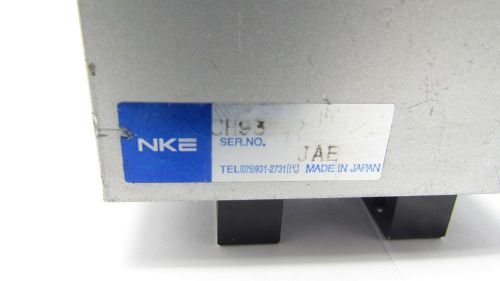 NKE
CH93
SER.NO.
JAE
TEL(075)931-2731(代) MADE IN JAPAN